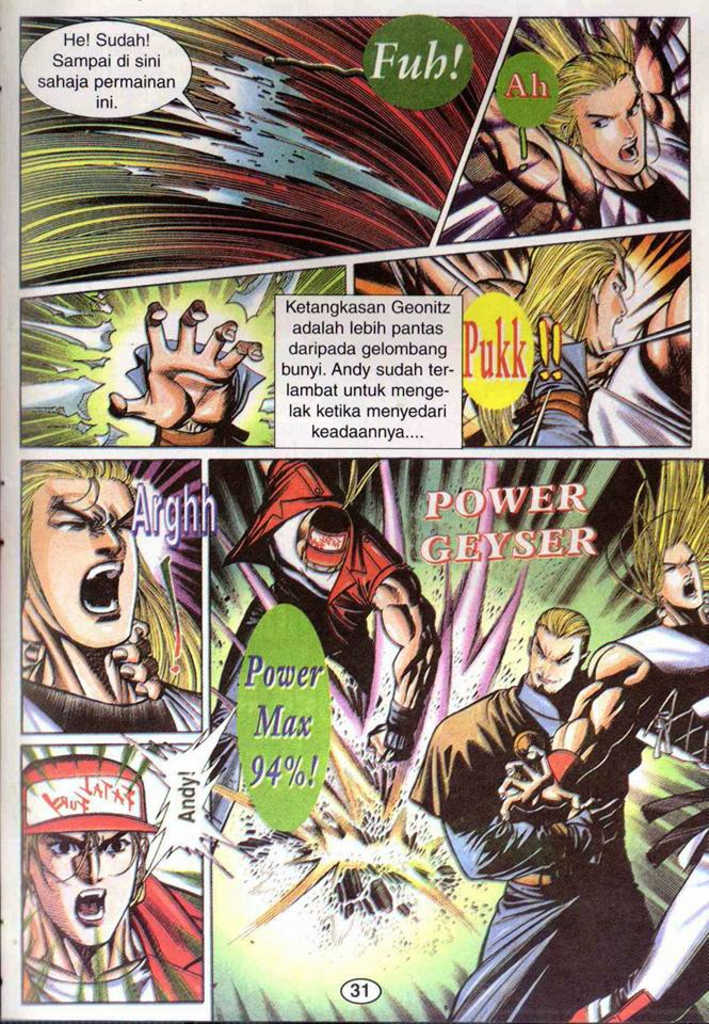 He! Sudah!
Sampai di sini
sahaja permainan
ini.
Fuh!
Ah
!
Ketangkasan Geonitz
adalah lebih pantas
daripada gelombang
bunyi. Andy sudah ter-
lambat untuk menge-
lak ketika menyedari
keadaannya....
Pukk!!
Arghh
!
POWER
GEYSER
Power
Max
94%!
Andy!
31